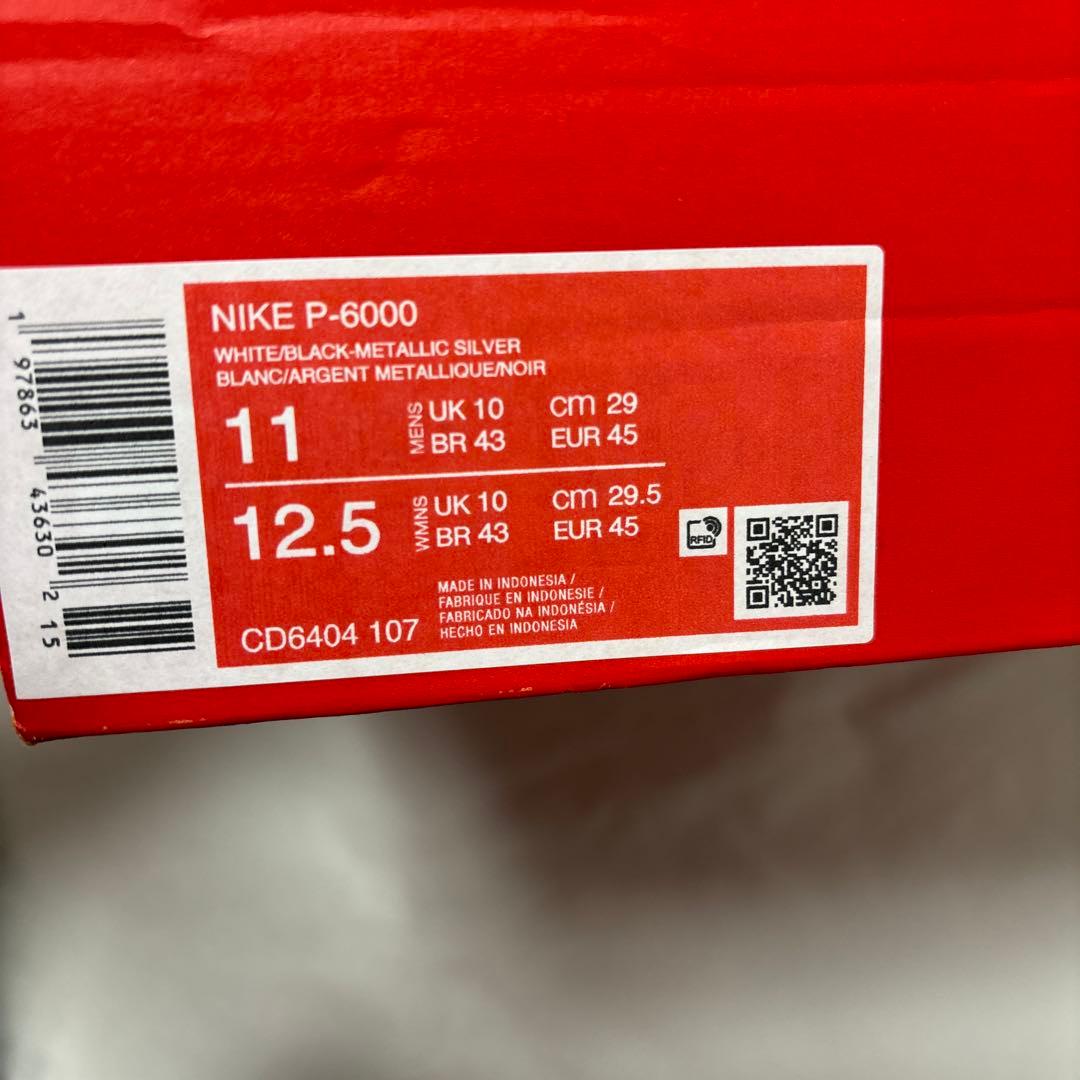 1 97863 43630 2 15
NIKE P-6000
WHITE/BLACK-METALLIC SILVER
BLANC/ARGENT METALLIQUE/NOIR
11 MENS UK 10 cm 29
BR 43 EUR 45
12.5 WMNS UK 10 cm 29.5
BR 43 EUR 45
RFID
MADE IN INDONESIA /
FABRIQUE EN INDONESIE /
FABRICADO NA INDONÉSIA /
HECHO EN INDONESIA
CD6404 107